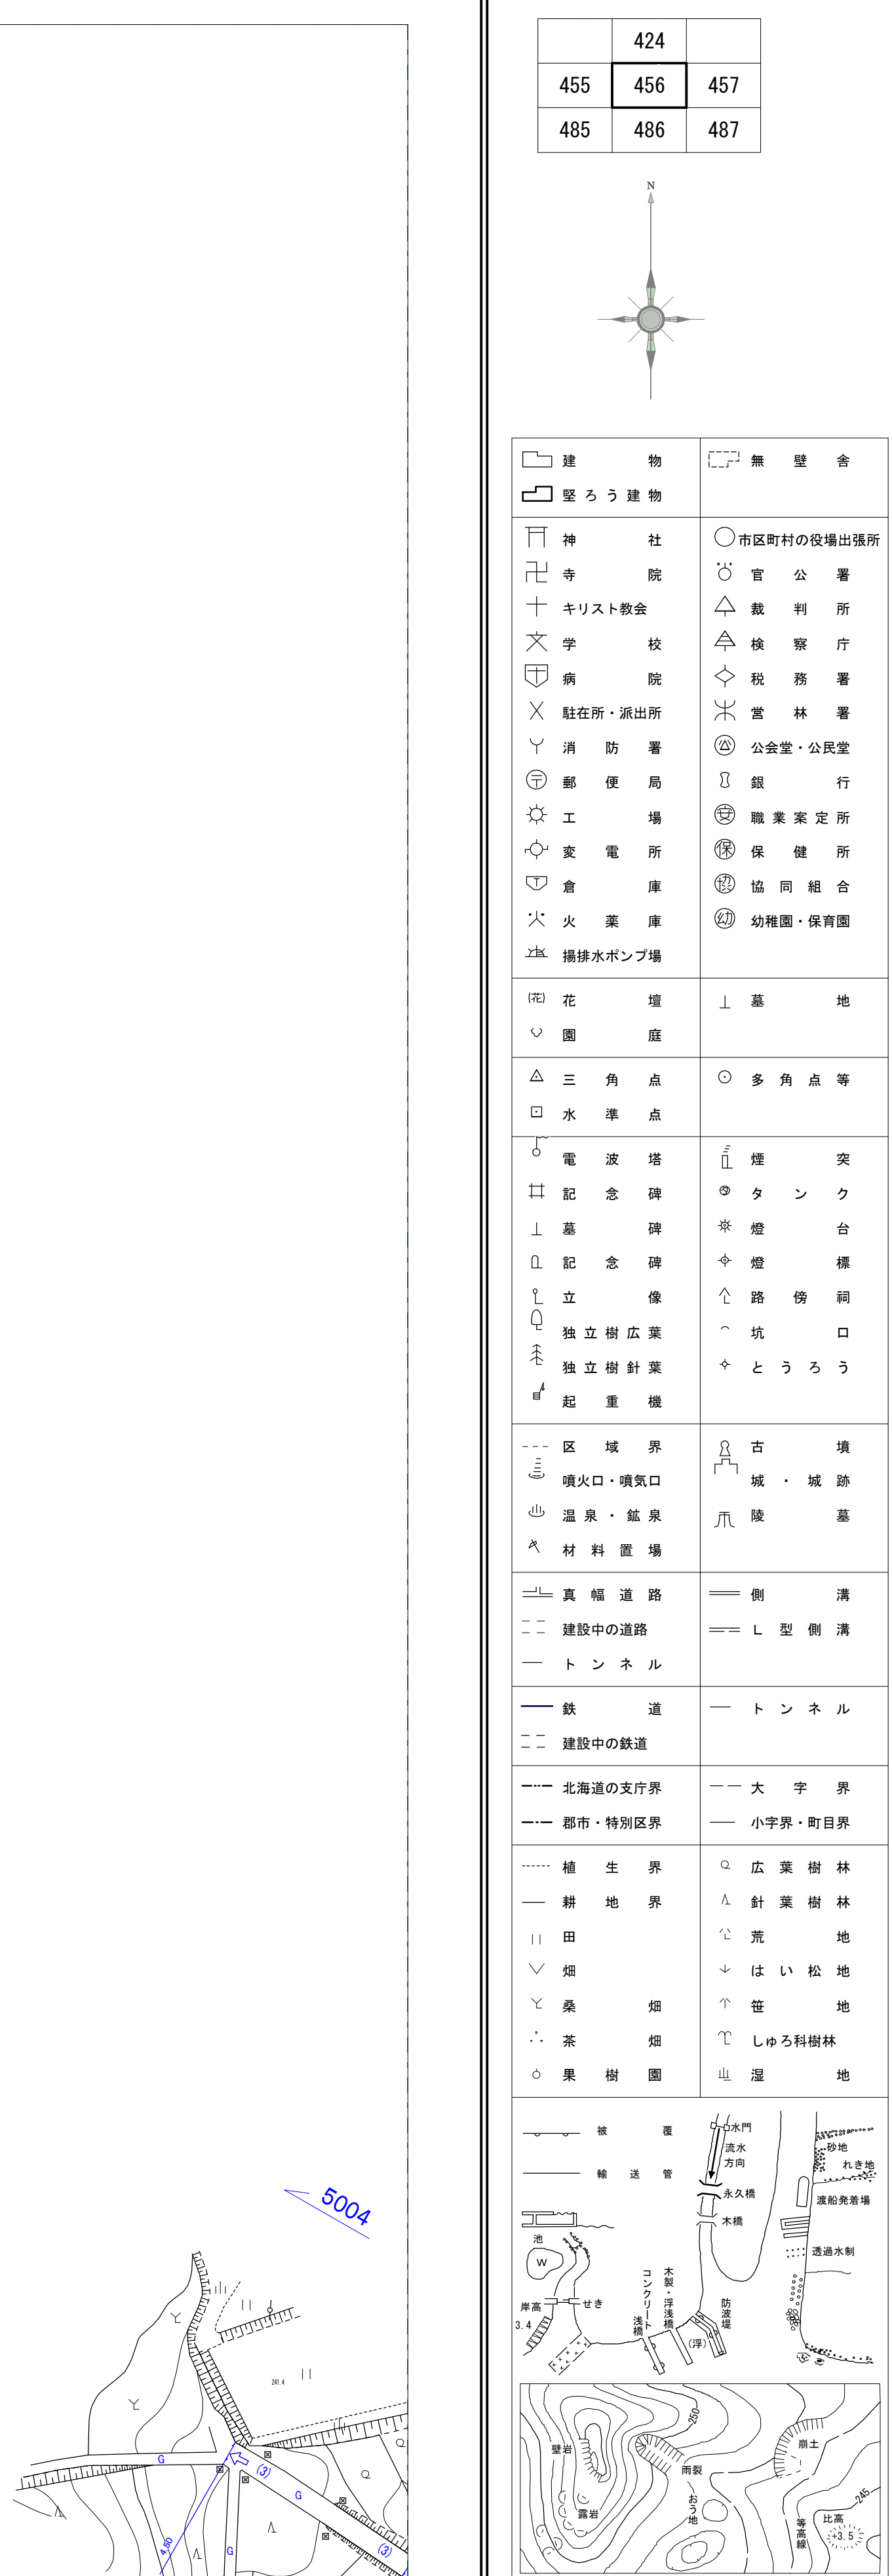 424
455 456 457
485 486 487
N
建物 無壁舎
堅ろう建物
神社 市区町村の役場出張所
寺院 官公署
キリスト教会 裁判所
学校 検察庁
病院 税務署
駐在所・派出所 営林署
消防署 公会堂・公民堂
郵便局 銀行
工場 安 職業案定所
変電所 保 保健所
倉庫 協 協同組合
火薬庫 幼 幼稚園・保育園
揚排水ポンプ場
(花) 花壇 墓地
園庭
三角点 多角点等
水準点
電波塔 煙突
記念碑 タンク
墓碑 燈台
記念碑 燈標
立像 路傍祠
独立樹広葉 坑口
独立樹針葉 とうろう
起重機
区域界 古墳
噴火口・噴気口 城・城跡
温泉・鉱泉 陵墓
材料置場
真幅道路 側溝
建設中の道路 L型側溝
トンネル
鉄道 トンネル
建設中の鉄道
北海道の支庁界 大字界
郡市・特別区界 小字界・町目界
植生界 広葉樹林
耕地界 針葉樹林
田 荒地
畑 はい松地
桑畑 笹地
茶畑 しゅろ科樹林
果樹園 湿地
被覆
輸送管
水門
流水
方向
永久橋
木橋
砂地
れき地
渡船発着場
透過水制
池
W
岸高
3.4
せき
コンクリート
浅橋
木製・浮浅橋
(浮)
防波堤
壁岩
露岩
250
雨裂
おう地
崩土
等高線
比高
+3.5
245
5004
241.4
G
(3)
G
(3)
G
4.50